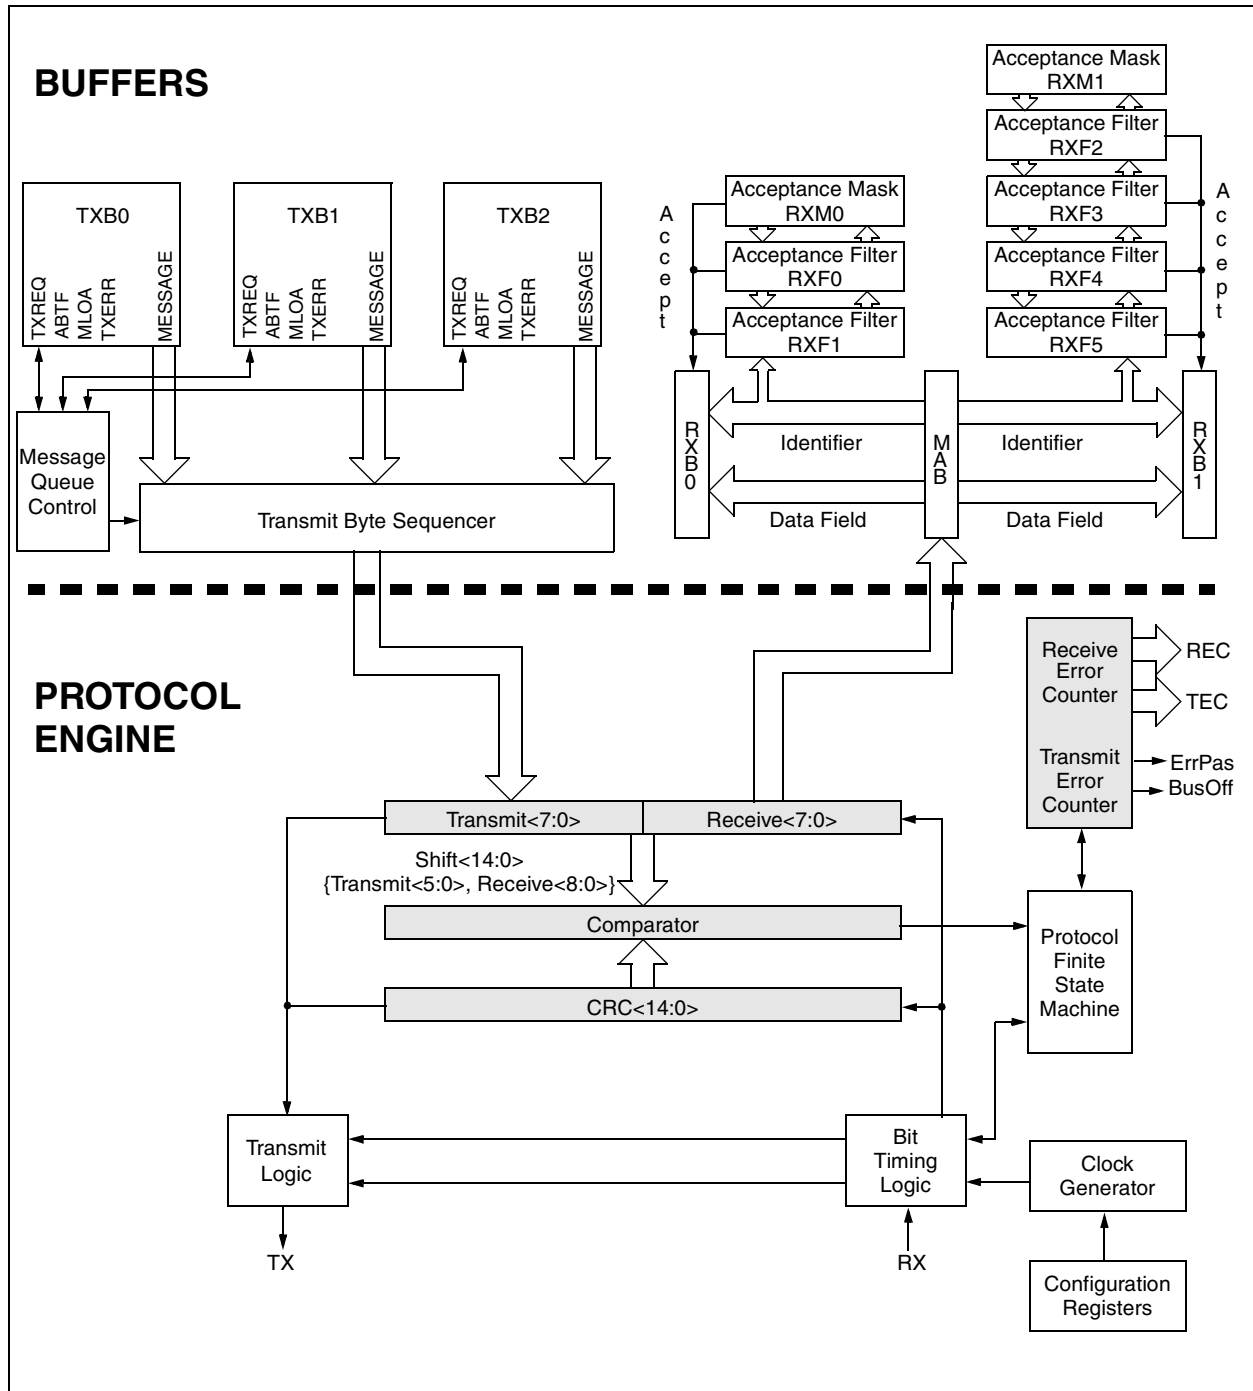 BUFFERS
Acceptance Mask
RXM1
Acceptance Filter
RXF2
Acceptance Filter
RXF3
Acceptance Filter
RXF4
Acceptance Filter
RXF5
Accept
Acceptance Mask
RXM0
Acceptance Filter
RXF0
Acceptance Filter
RXF1
Accept
TXB0
TXREQ
ABTF
MLOA
TXERR
MESSAGE
TXB1
TXREQ
ABTF
MLOA
TXERR
MESSAGE
TXB2
TXREQ
ABTF
MLOA
TXERR
MESSAGE
Message
Queue
Control
Transmit Byte Sequencer
RXB0
Identifier
Data Field
MAB
Identifier
Data Field
RXB1
PROTOCOL
ENGINE
Receive
Error
Counter
REC
TEC
Transmit
Error
Counter
ErrPas
BusOff
Transmit<7:0>
Receive<7:0>
Shift<14:0>
{Transmit<5:0>, Receive<8:0>}
Comparator
CRC<14:0>
Protocol
Finite
State
Machine
Transmit
Logic
Bit
Timing
Logic
Clock
Generator
TX
RX
Configuration
Registers